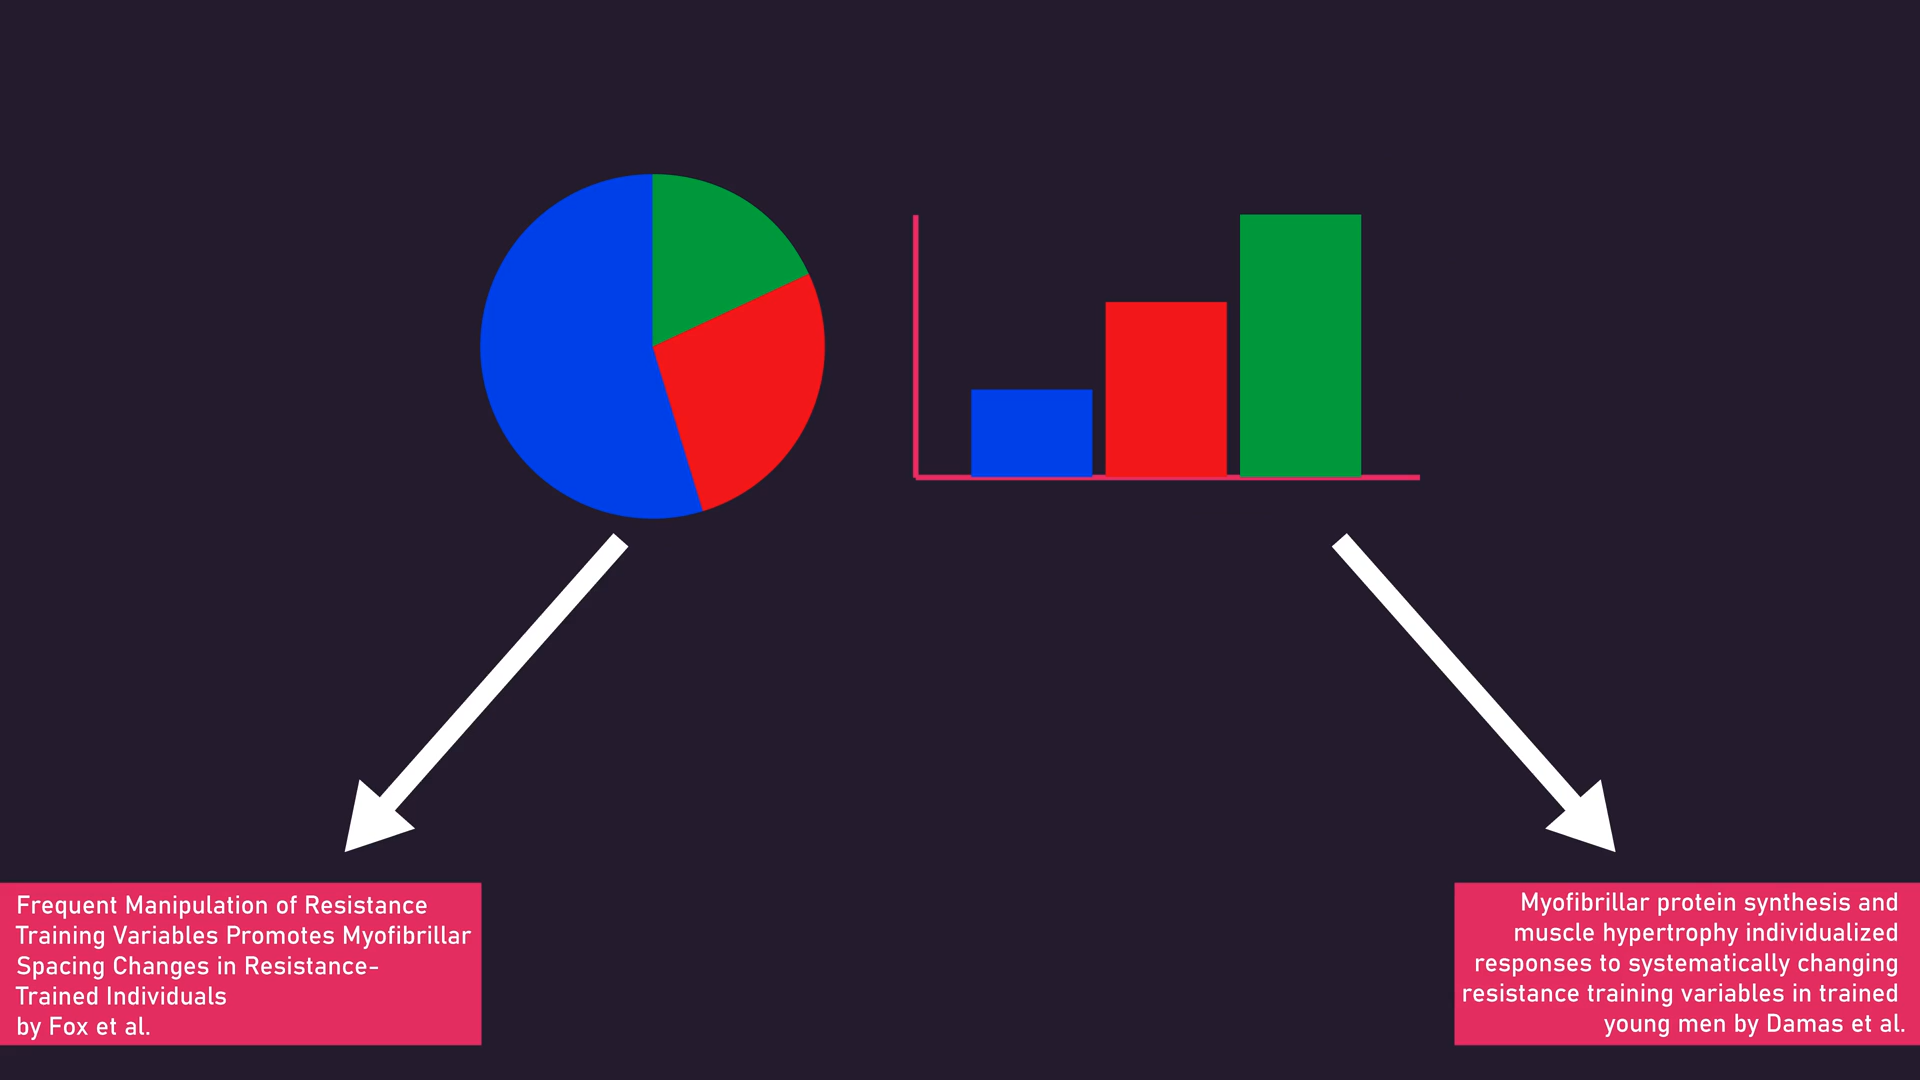 Frequent Manipulation of Resistance
Training Variables Promotes Myofibrillar
Spacing Changes in Resistance-
Trained Individuals
by Fox et al.
Myofibrillar protein synthesis and
muscle hypertrophy individualized
responses to systematically changing
resistance training variables in trained
young men by Damas et al.